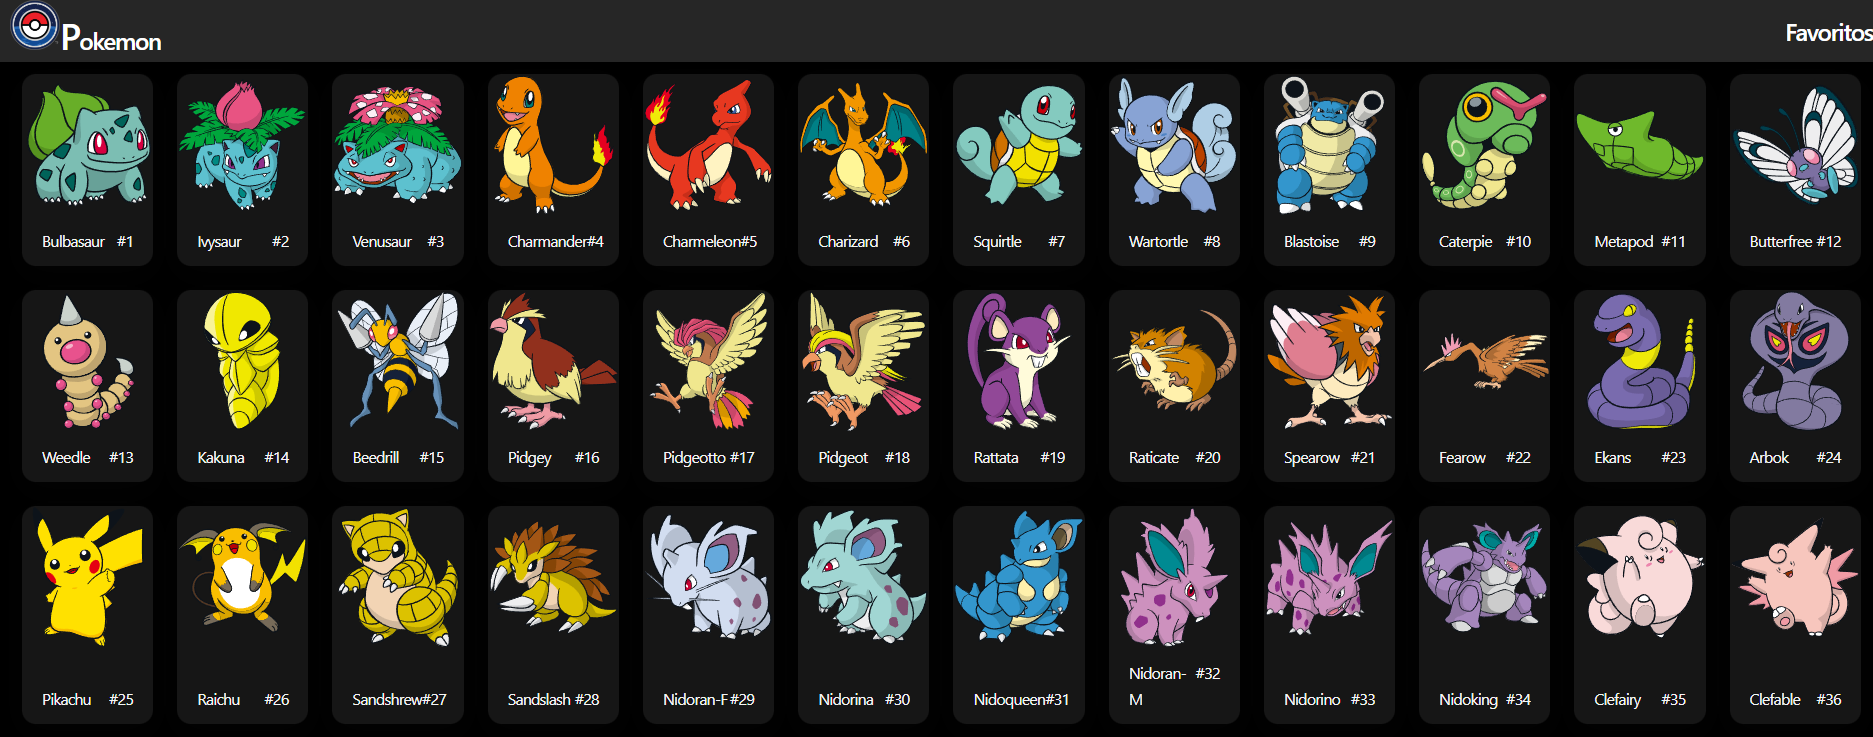 Pokemon
Favoritos
Bulbasaur #1
Ivysaur #2
Venusaur #3
Charmander#4
Charmeleon#5
Charizard #6
Squirtle #7
Wartortle #8
Blastoise #9
Caterpie #10
Metapod #11
Butterfree #12
Weedle #13
Kakuna #14
Beedrill #15
Pidgey #16
Pidgeotto #17
Pidgeot #18
Rattata #19
Raticate #20
Spearow #21
Fearow #22
Ekans #23
Arbok #24
Pikachu #25
Raichu #26
Sandshrew#27
Sandslash #28
Nidoran-F #29
Nidorina #30
Nidoqueen#31
Nidoran- #32
M
Nidorino #33
Nidoking #34
Clefairy #35
Clefable #36